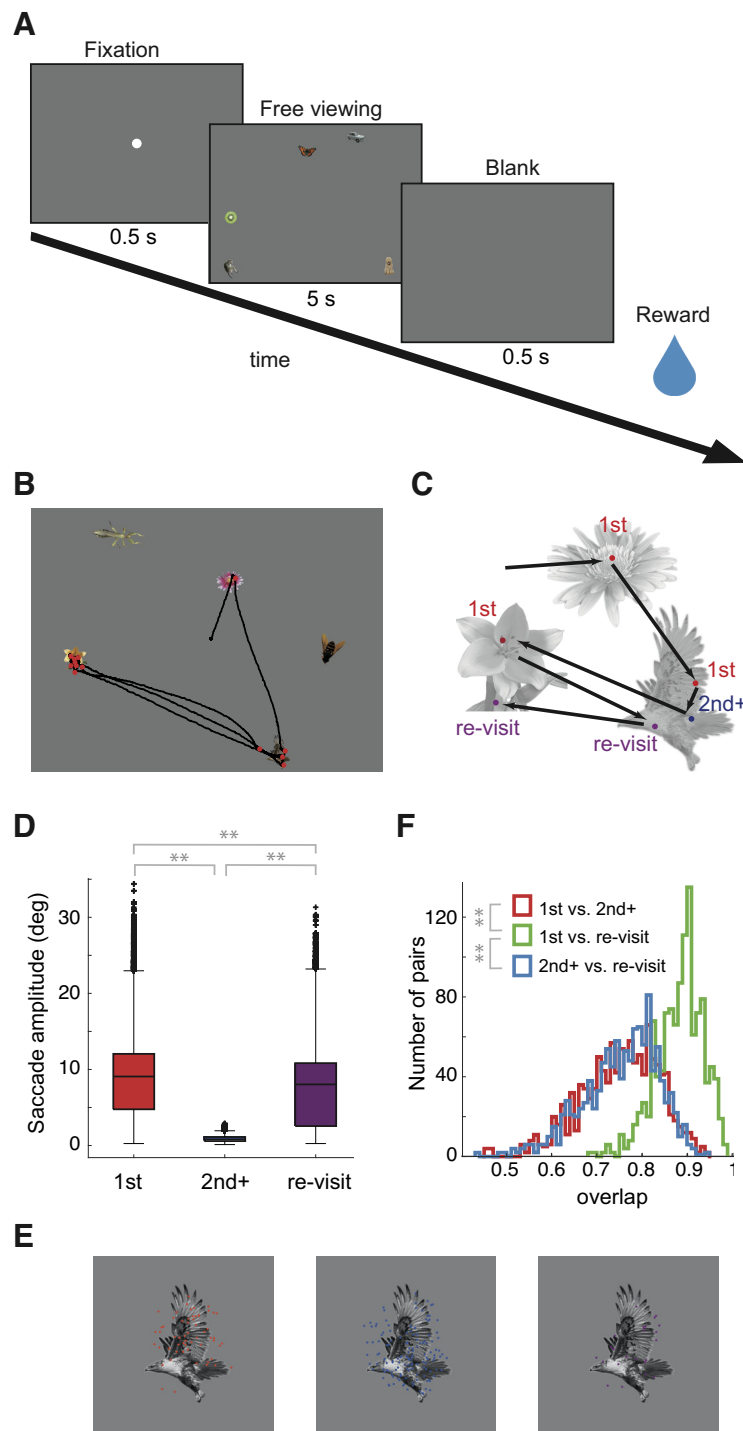 A
Fixation
Free viewing
Blank
0.5 s
5 s
0.5 s
Reward
time
B
C
1st
1st
1st
2nd+
re-visit
re-visit
D
**
**
**
Saccade amplitude (deg)
30
20
10
0
1st
2nd+
re-visit
F
**
**
1st vs. 2nd+
1st vs. re-visit
2nd+ vs. re-visit
Number of pairs
120
80
40
0
0.5
0.6
0.7
0.8
0.9
1
overlap
E